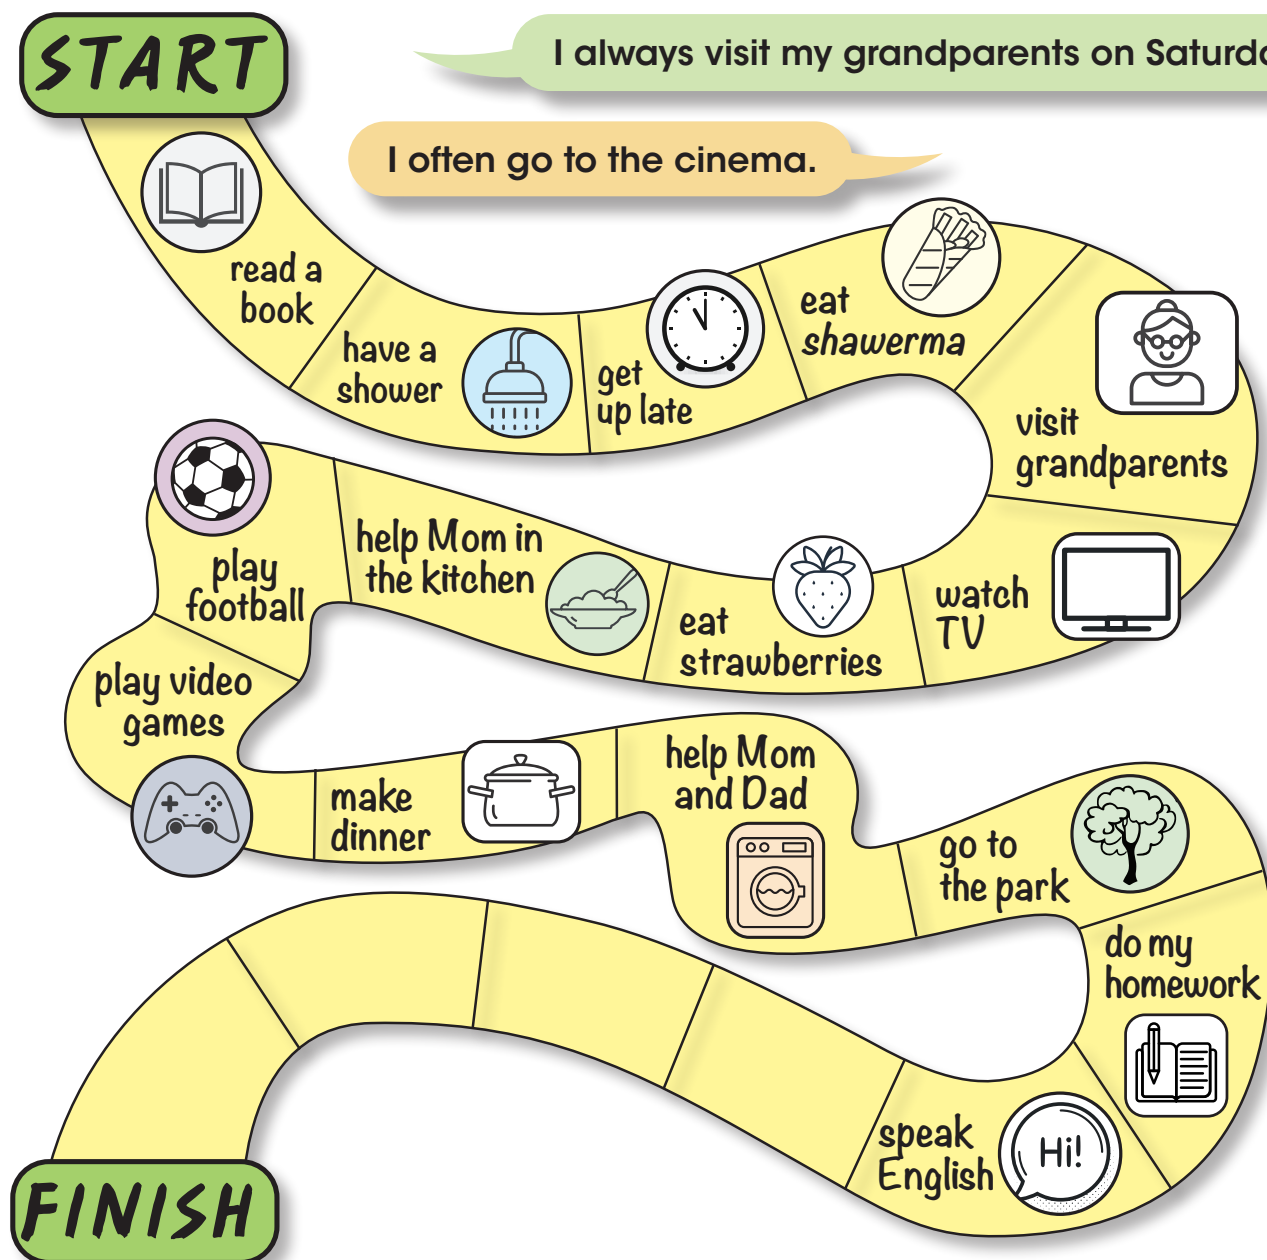 START
I always visit my grandparents on
I often go to the cinema.
read a
book
have a
shower
get
up late
eat
shawerma
visit
grandparents
watch
TV
eat
strawberries
help Mom in
the kitchen
play
football
play video
games
make
dinner
help Mom
and Dad
go to
the park
do my
homework
speak
English
Hi!
FINISH